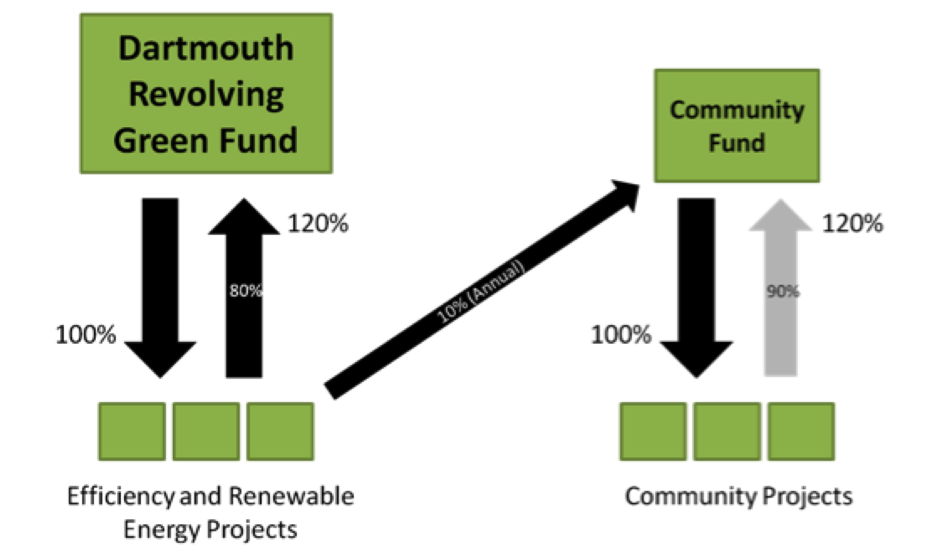 Dartmouth
Revolving
Green Fund
Community
Fund
120%
80%
100%
10% (Annual)
120%
90%
100%
Efficiency and Renewable
Energy Projects
Community Projects